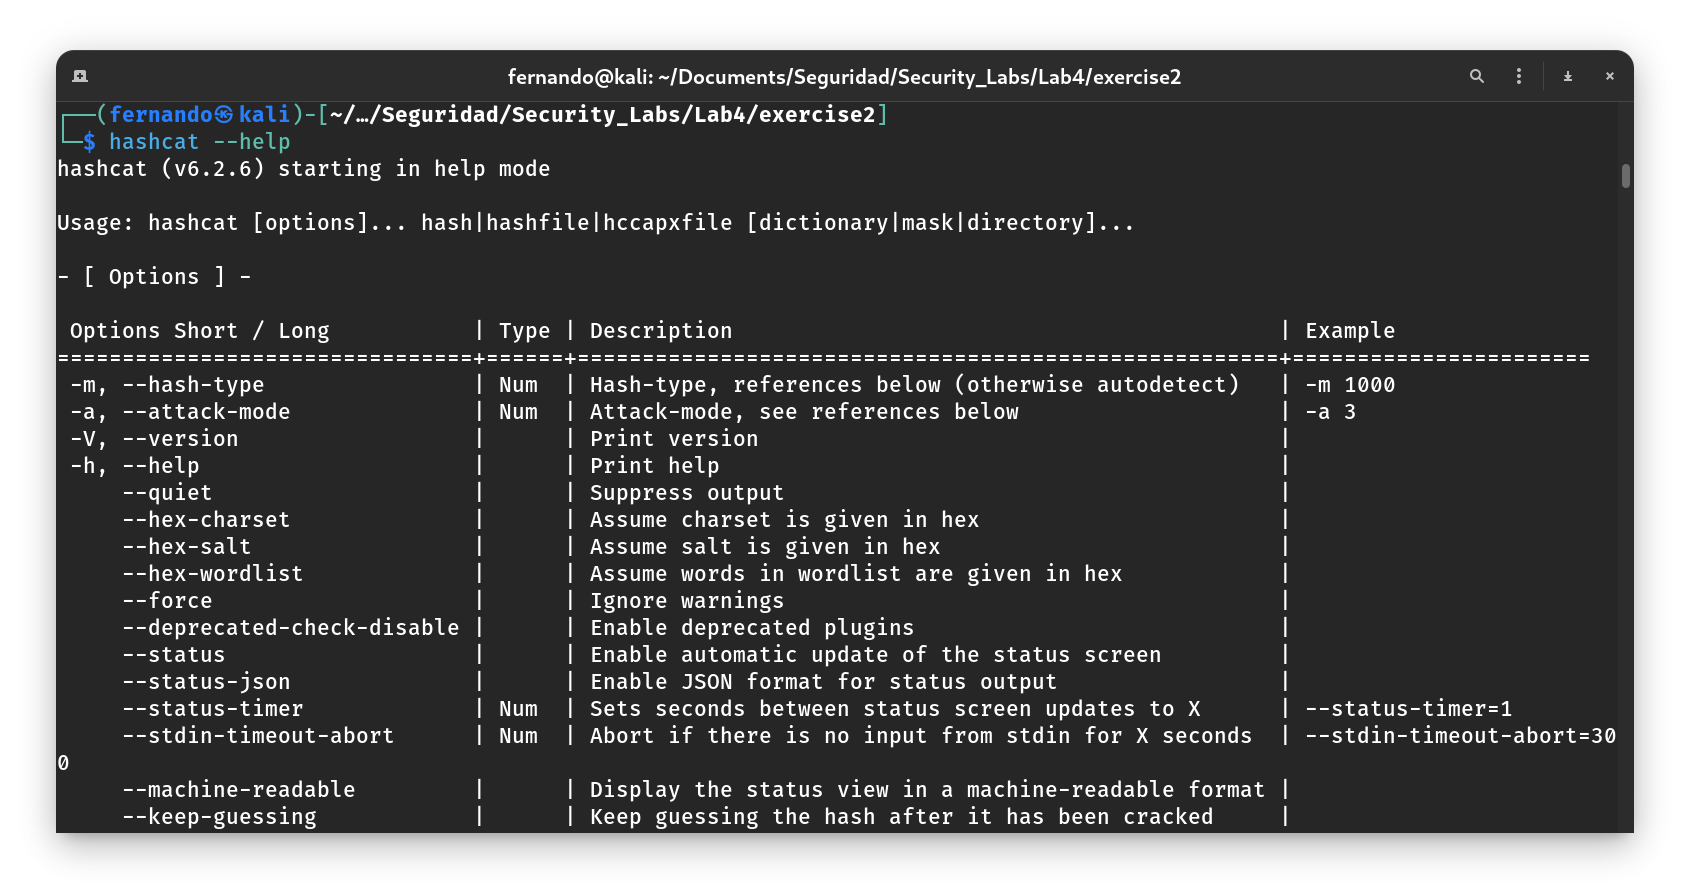 fernando@kali: ~/Documents/Seguridad/Security_Labs/Lab4/exercise2
┌──(fernando㉿kali)-[~/…/Seguridad/Security_Labs/Lab4/exercise2]
└─$ hashcat --help
hashcat (v6.2.6) starting in help mode

Usage: hashcat [options]... hash|hashfile|hccapxfile [dictionary|mask|directory]...

- [ Options ] -

 Options Short / Long           | Type | Description                                          | Example
================================+======+======================================================+=======================
 -m, --hash-type                | Num  | Hash-type, references below (otherwise autodetect)   | -m 1000
 -a, --attack-mode              | Num  | Attack-mode, see references below                    | -a 3
 -V, --version                  |      | Print version                                        |
 -h, --help                     |      | Print help                                           |
     --quiet                    |      | Suppress output                                      |
     --hex-charset              |      | Assume charset is given in hex                       |
     --hex-salt                 |      | Assume salt is given in hex                          |
     --hex-wordlist             |      | Assume words in wordlist are given in hex            |
     --force                    |      | Ignore warnings                                      |
     --deprecated-check-disable |      | Enable deprecated plugins                            |
     --status                   |      | Enable automatic update of the status screen         |
     --status-json              |      | Enable JSON format for status output                 |
     --status-timer             | Num  | Sets seconds between status screen updates to X      | --status-timer=1
     --stdin-timeout-abort      | Num  | Abort if there is no input from stdin for X seconds  | --stdin-timeout-abort=30
0
     --machine-readable         |      | Display the status view in a machine-readable format |
     --keep-guessing            |      | Keep guessing the hash after it has been cracked     |